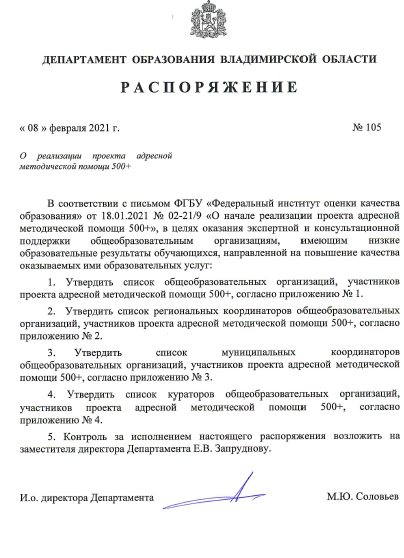 ДЕПАРТАМЕНТ ОБРАЗОВАНИЯ ВЛАДИМИРСКОЙ ОБЛАСТИ
РАСПОРЯЖЕНИЕ
« 08 » февраля 2021 г. № 105
О реализации проекта адресной
методической помощи 500+
В соответствии с письмом ФГБУ «Федеральный институт оценки качества
образования» от 18.01.2021 № 02-21/9 «О начале реализации проекта адресной
методической помощи 500+», в целях оказания экспертной и консультационной
поддержки общеобразовательным организациям, имеющим низкие
образовательные результаты обучающихся, направленной на повышение качества
оказываемых ими образовательных услуг:
1. Утвердить список общеобразовательных организаций, участников
проекта адресной методической помощи 500+, согласно приложению № 1.
2. Утвердить список региональных координаторов общеобразовательных
организаций, участников проекта адресной методической помощи 500+, согласно
приложению № 2.
3. Утвердить список муниципальных координаторов
общеобразовательных организаций, участников проекта адресной методической
помощи 500+, согласно приложению № 3.
4. Утвердить список кураторов общеобразовательных организаций,
участников проекта адресной методической помощи 500+, согласно
приложению № 4.
5. Контроль за исполнением настоящего распоряжения возложить на
заместителя директора Департамента Е.В. Запруднову.
И.о. директора Департамента М.Ю. Соловьев